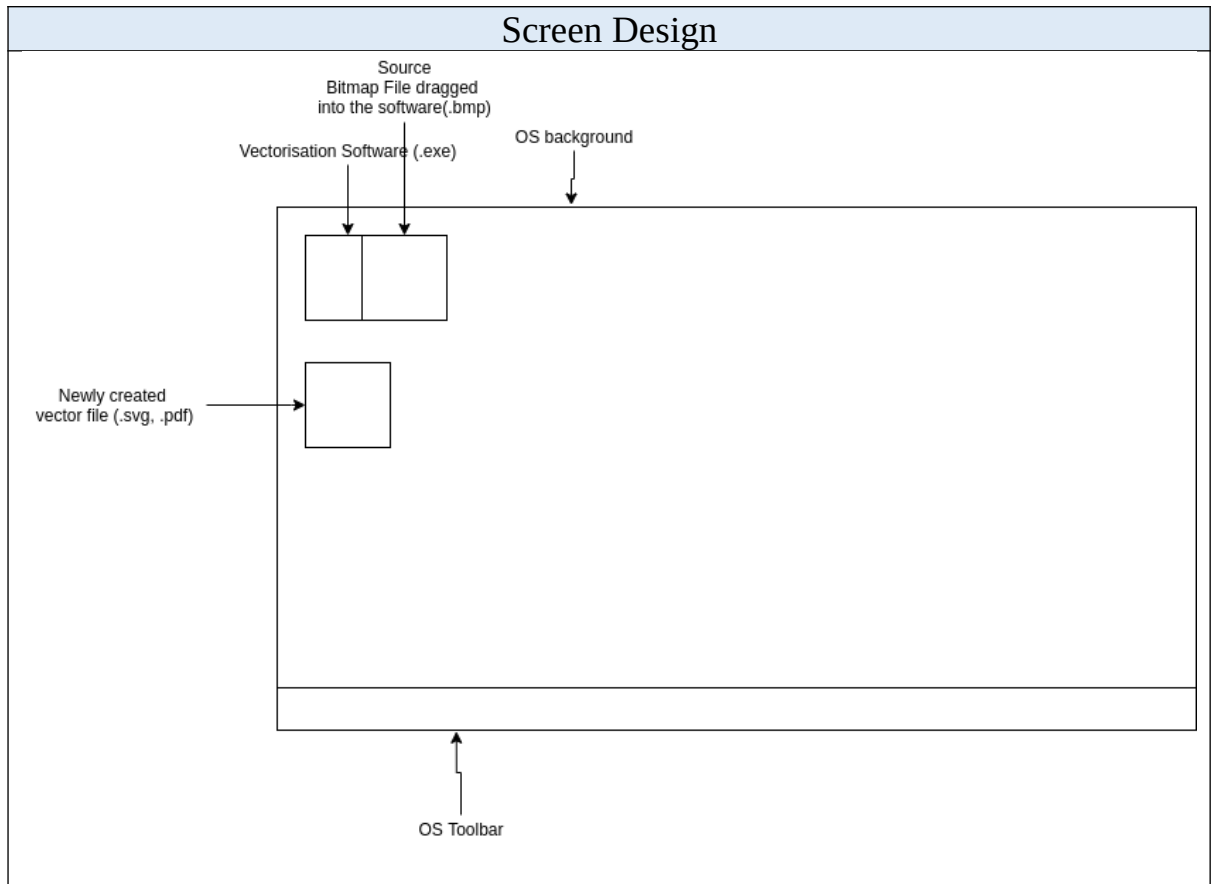 Screen Design
Source
Bitmap File dragged
into the software(.bmp)
OS background
Vectorisation Software (.exe)
Newly created
vector file (.svg, .pdf)
OS Toolbar